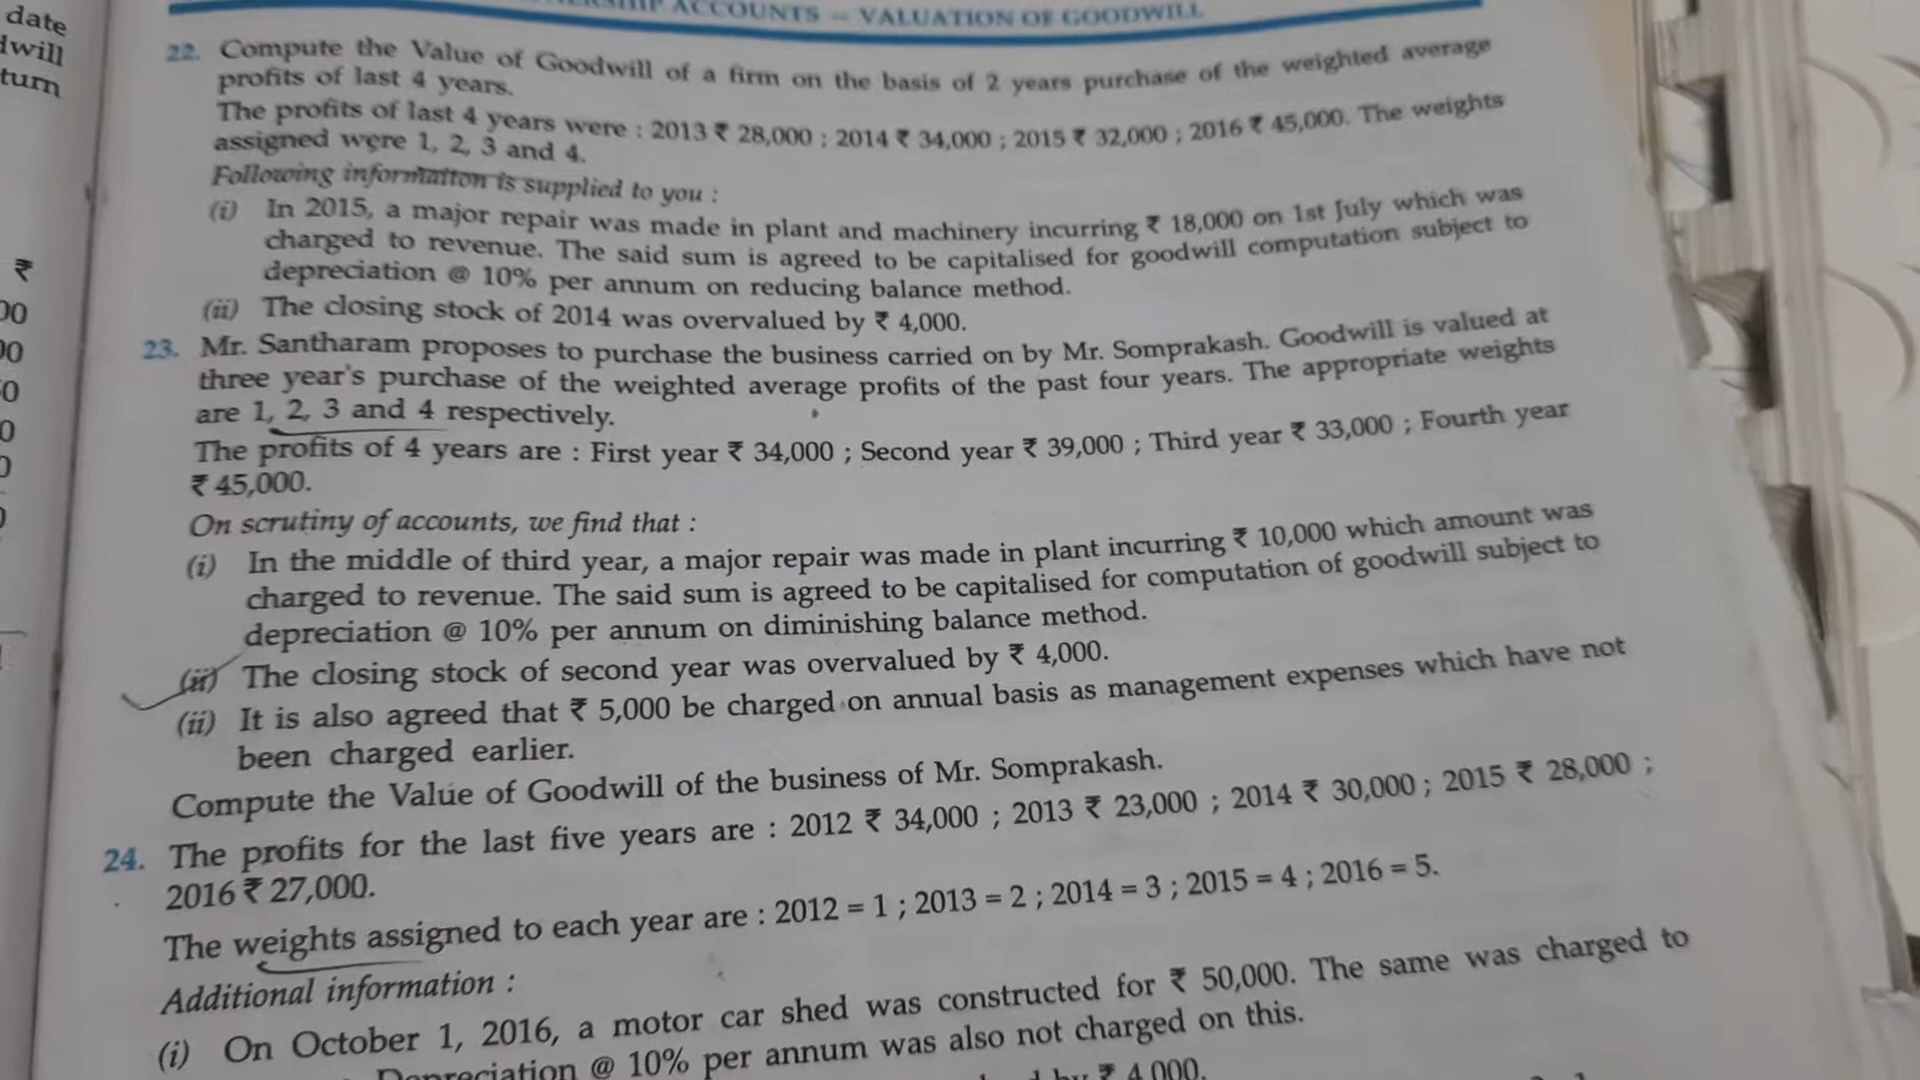 date
dwill
turn
₹
00
00
50
0
0
ACCOUNTS – VALUATION OF GOODWILL
22. Compute the Value of Goodwill of a firm on the basis of 2 years purchase of the weighted average
profits of last 4 years.
The profits of last 4 years were : 2013 ₹ 28,000 ; 2014 ₹ 34,000 ; 2015 ₹ 32,000 ; 2016 ₹ 45,000. The weights
assigned were 1, 2, 3 and 4.
Following information is supplied to you :
(i) In 2015, a major repair was made in plant and machinery incurring ₹ 18,000 on 1st July which was
charged to revenue. The said sum is agreed to be capitalised for goodwill computation subject to
depreciation @ 10% per annum on reducing balance method.
(ii) The closing stock of 2014 was overvalued by ₹ 4,000.
23. Mr. Santharam proposes to purchase the business carried on by Mr. Somprakash. Goodwill is valued at
three year's purchase of the weighted average profits of the past four years. The appropriate weights
are 1, 2, 3 and 4 respectively.
The profits of 4 years are : First year ₹ 34,000 ; Second year ₹ 39,000 ; Third year ₹ 33,000 ; Fourth year
₹ 45,000.
On scrutiny of accounts, we find that :
(i) In the middle of third year, a major repair was made in plant incurring ₹ 10,000 which amount was
charged to revenue. The said sum is agreed to be capitalised for computation of goodwill subject to
depreciation @ 10% per annum on diminishing balance method.
(ii) The closing stock of second year was overvalued by ₹ 4,000.
(ii) It is also agreed that ₹ 5,000 be charged on annual basis as management expenses which have not
been charged earlier.
Compute the Value of Goodwill of the business of Mr. Somprakash.
24. The profits for the last five years are : 2012 ₹ 34,000 ; 2013 ₹ 23,000 ; 2014 ₹ 30,000 ; 2015 ₹ 28,000 ;
2016 ₹ 27,000.
The weights assigned to each year are : 2012 = 1 ; 2013 = 2 ; 2014 = 3 ; 2015 = 4 ; 2016 = 5.
Additional information :
(i) On October 1, 2016, a motor car shed was constructed for ₹ 50,000. The same was charged to
Depreciation @ 10% per annum was also not charged on this.
by ₹ 4,000.